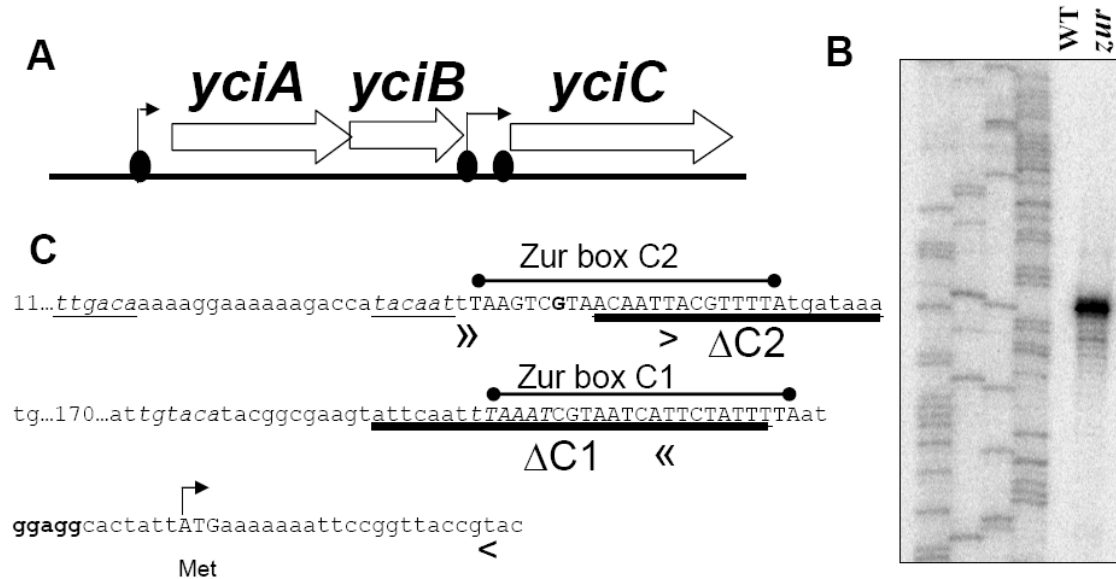 A
yciA yciB yciC
B
WT zur
C
Zur box C2
11…ttgacaaaaaggaaaaaagaccatacaattTAAGTCGTAACAATTACGTTTTAtgataaa
» > ΔC2
Zur box C1
tg…170…attgtacatacggcgaagtattcaattTAAATCGTAATCATTCTATTTTAat
ΔC1 «
ggaggcactattATGaaaaaaattccggttaccgtac
<
Met